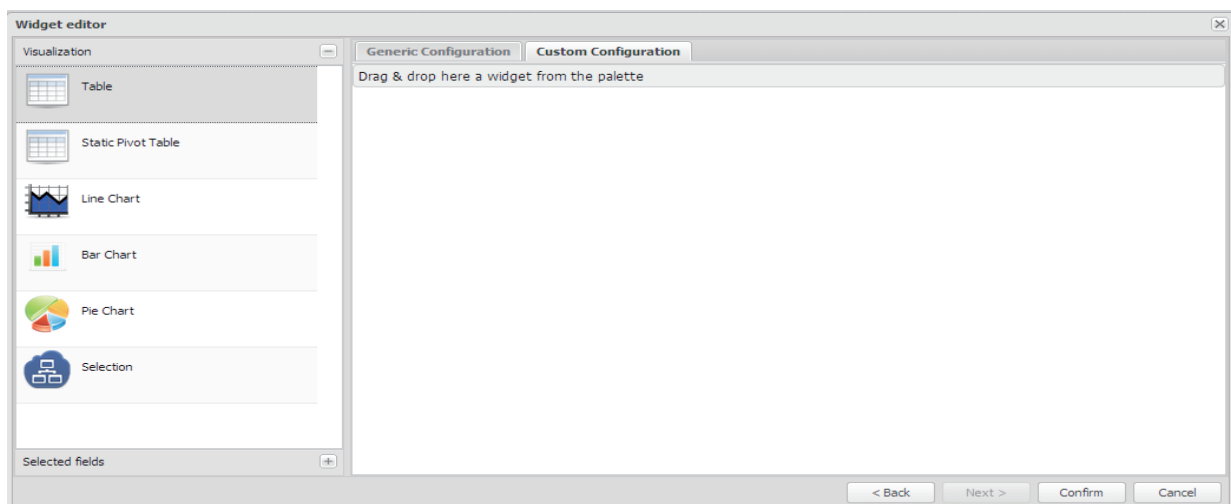 Widget editor
Visualization
Generic Configuration
Custom Configuration
Drag & drop here a widget from the palette
Table
Static Pivot Table
Line Chart
Bar Chart
Pie Chart
Selection
Selected fields
< Back
Next >
Confirm
Cancel